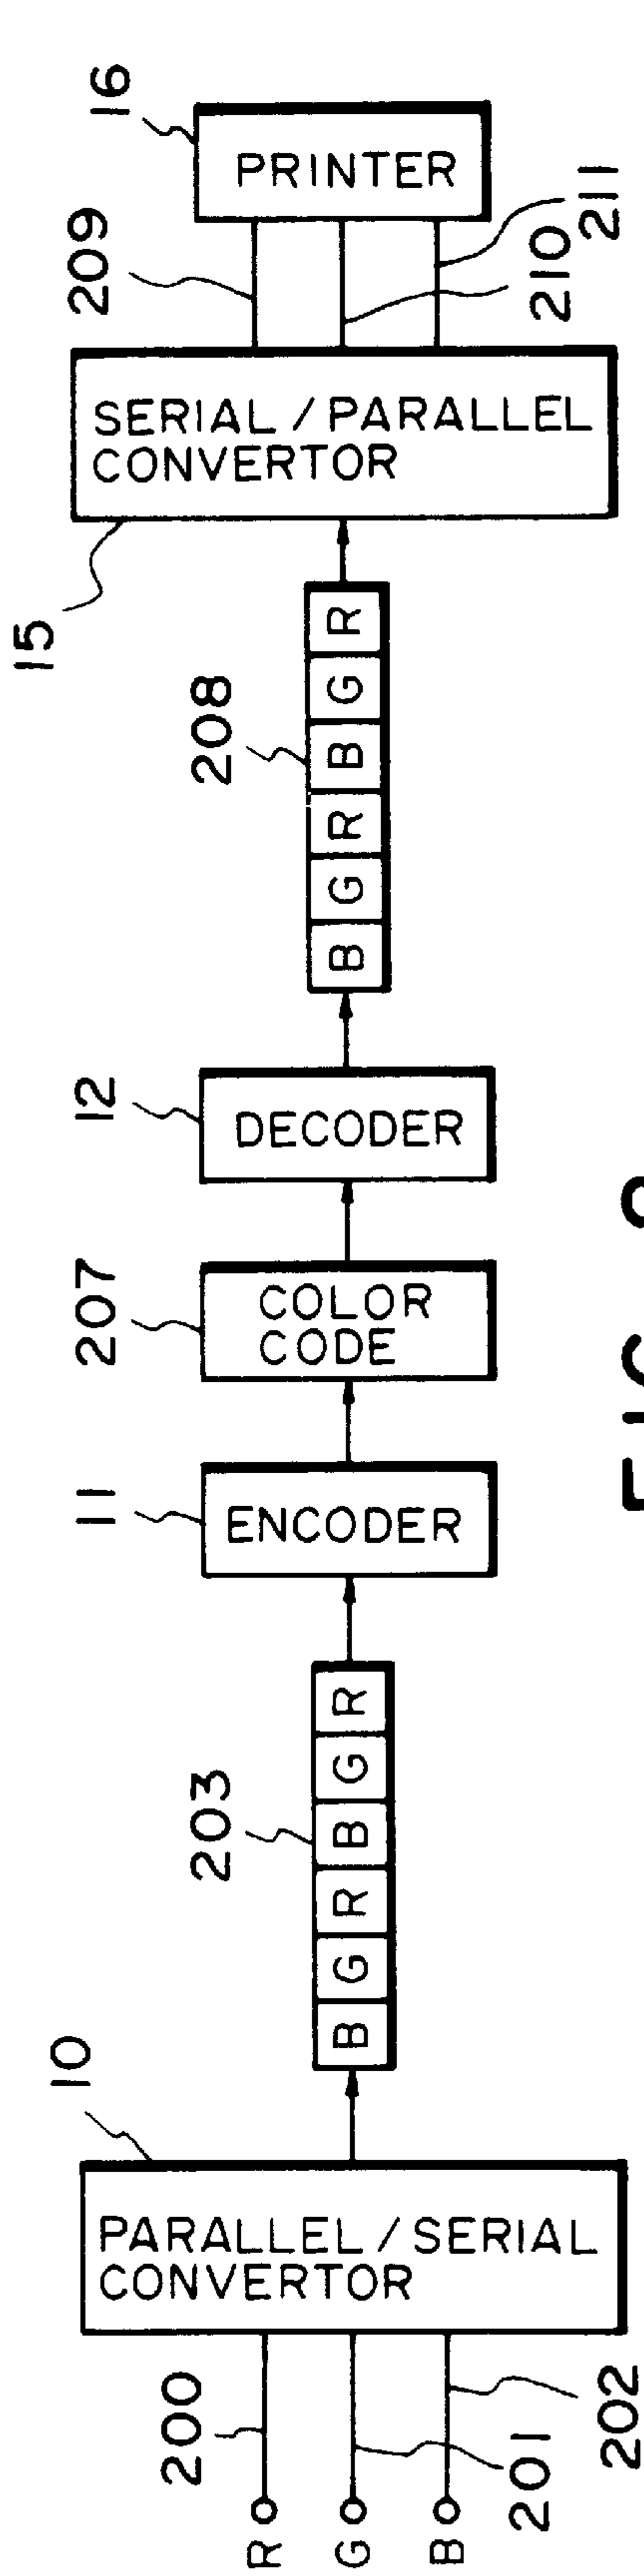 R
G
B
200
201
202
PARALLEL / SERIAL
CONVERTOR
10
B G R B G R
203
ENCODER
11
COLOR
CODE
207
DECODER
12
B G R B G R
208
SERIAL / PARALLEL
CONVERTOR
15
209
210
211
PRINTER
16